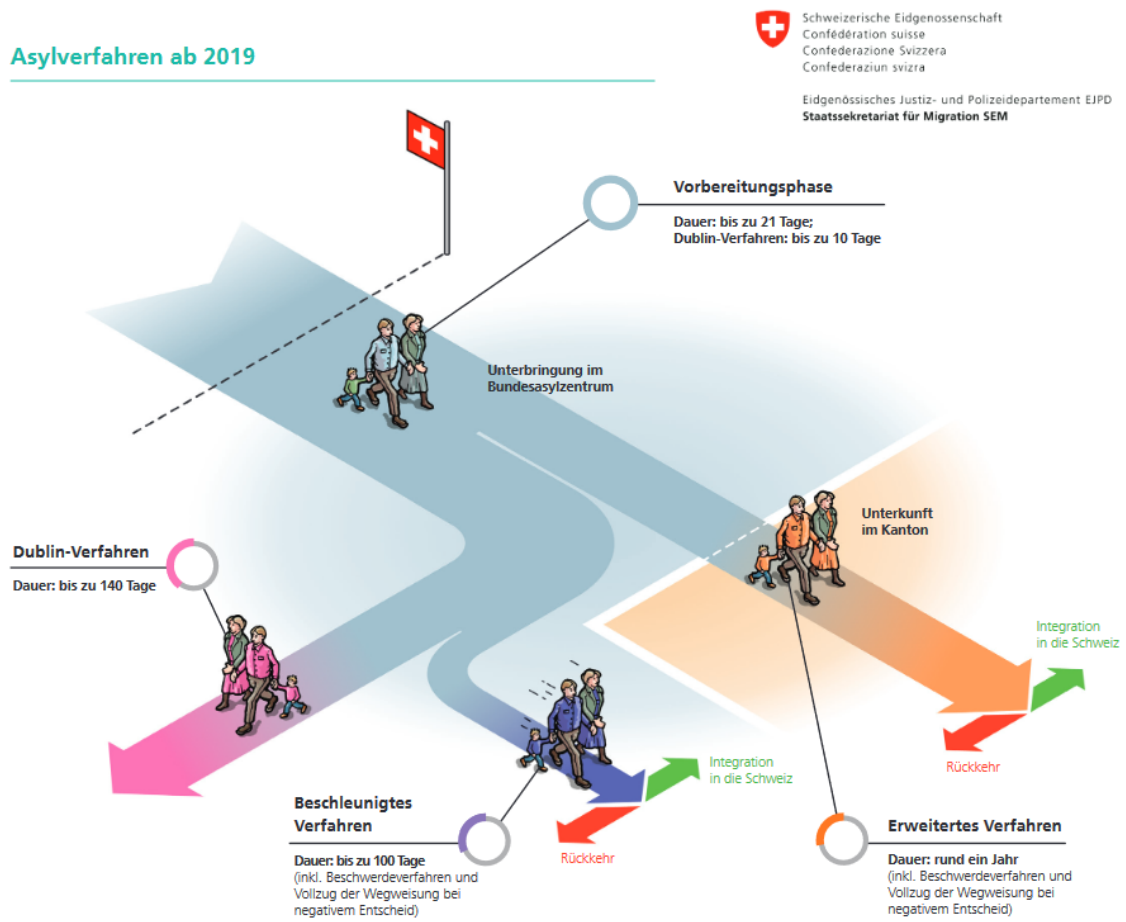 Asylverfahren ab 2019
Schweizerische Eidgenossenschaft
Confédération suisse
Confederazione Svizzera
Confederaziun svizra
Eidgenössisches Justiz- und Polizeidepartement EJPD
Staatssekretariat für Migration SEM
Vorbereitungsphase
Dauer: bis zu 21 Tage;
Dublin-Verfahren: bis zu 10 Tage
Unterbringung im
Bundesasylzentrum
Unterkunft
im Kanton
Dublin-Verfahren
Dauer: bis zu 140 Tage
Integration
in die Schweiz
Rückkehr
Integration
in die Schweiz
Rückkehr
Beschleunigtes
Verfahren
Dauer: bis zu 100 Tage
(inkl. Beschwerdeverfahren und
Vollzug der Wegweisung bei
negativem Entscheid)
Erweitertes Verfahren
Dauer: rund ein Jahr
(inkl. Beschwerdeverfahren und
Vollzug der Wegweisung bei
negativem Entscheid)